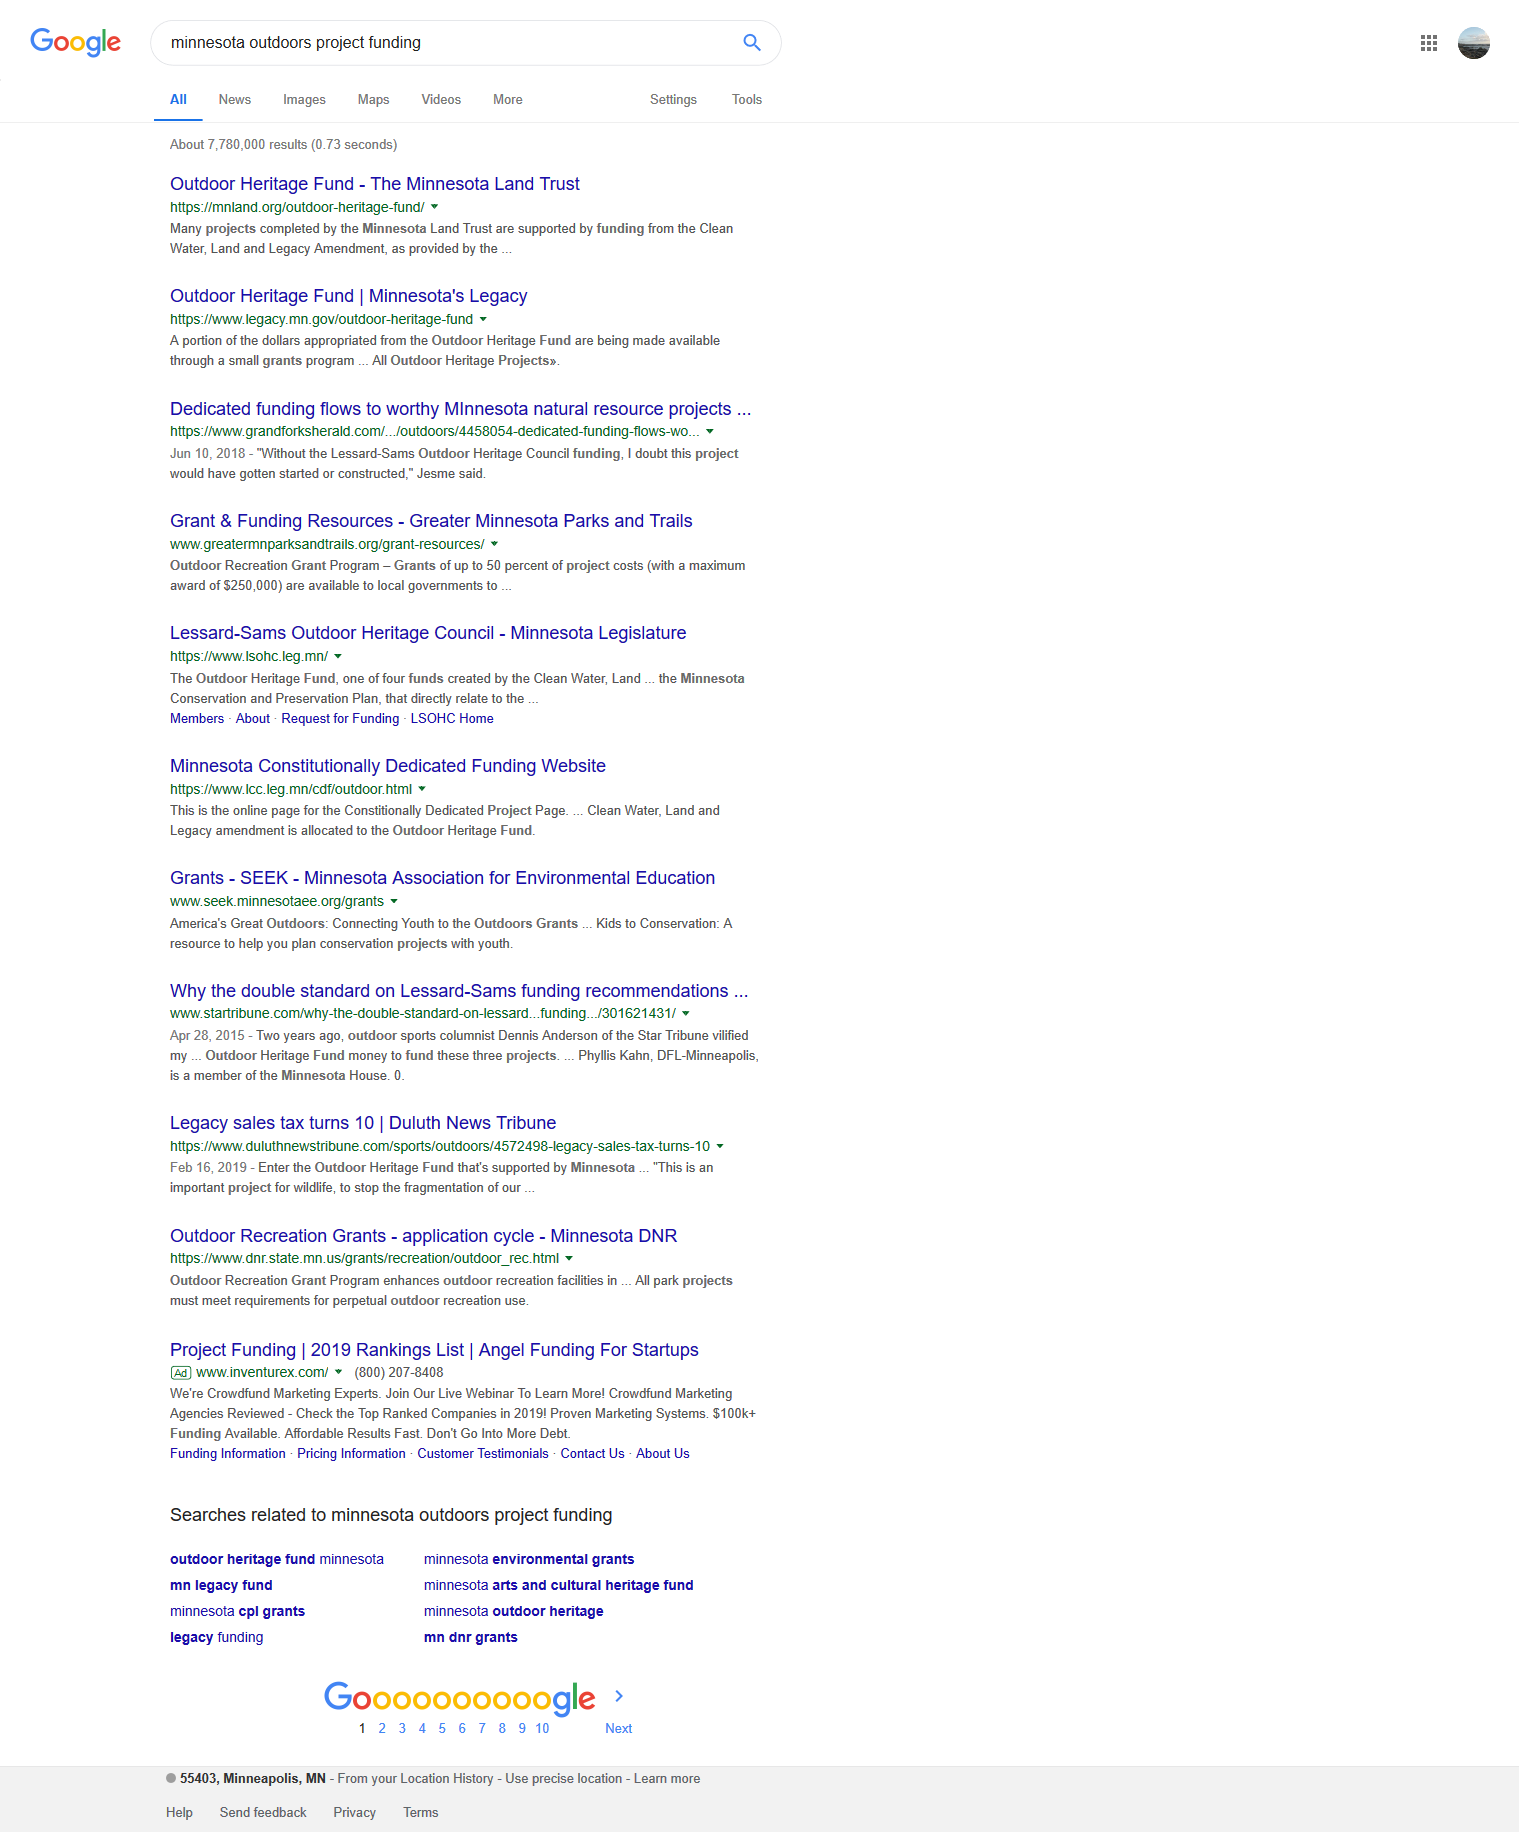 Google
minnesota outdoors project funding
All News Images Maps Videos More Settings Tools
About 7,780,000 results (0.73 seconds)
Outdoor Heritage Fund - The Minnesota Land Trust
https://mnland.org/outdoor-heritage-fund/
Many projects completed by the Minnesota Land Trust are supported by funding from the Clean
Water, Land and Legacy Amendment, as provided by the ...
Outdoor Heritage Fund | Minnesota's Legacy
https://www.legacy.mn.gov/outdoor-heritage-fund
A portion of the dollars appropriated from the Outdoor Heritage Fund are being made available
through a small grants program ... All Outdoor Heritage Projects».
Dedicated funding flows to worthy MInnesota natural resource projects ...
https://www.grandforksherald.com/.../outdoors/4458054-dedicated-funding-flows-wo...
Jun 10, 2018 - "Without the Lessard-Sams Outdoor Heritage Council funding, I doubt this project
would have gotten started or constructed," Jesme said.
Grant & Funding Resources - Greater Minnesota Parks and Trails
www.greatermnparksandtrails.org/grant-resources/
Outdoor Recreation Grant Program – Grants of up to 50 percent of project costs (with a maximum
award of $250,000) are available to local governments to ...
Lessard-Sams Outdoor Heritage Council - Minnesota Legislature
https://www.lsohc.leg.mn/
The Outdoor Heritage Fund, one of four funds created by the Clean Water, Land ... the Minnesota
Conservation and Preservation Plan, that directly relate to the ...
Members · About · Request for Funding · LSOHC Home
Minnesota Constitutionally Dedicated Funding Website
https://www.lcc.leg.mn/cdf/outdoor.html
This is the online page for the Constitionally Dedicated Project Page. ... Clean Water, Land and
Legacy amendment is allocated to the Outdoor Heritage Fund.
Grants - SEEK - Minnesota Association for Environmental Education
www.seek.minnesotaee.org/grants
America's Great Outdoors: Connecting Youth to the Outdoors Grants ... Kids to Conservation: A
resource to help you plan conservation projects with youth.
Why the double standard on Lessard-Sams funding recommendations ...
www.startribune.com/why-the-double-standard-on-lessard...funding.../301621431/
Apr 28, 2015 - Two years ago, outdoor sports columnist Dennis Anderson of the Star Tribune vilified
my ... Outdoor Heritage Fund money to fund these three projects. ... Phyllis Kahn, DFL-Minneapolis,
is a member of the Minnesota House. 0.
Legacy sales tax turns 10 | Duluth News Tribune
https://www.duluthnewstribune.com/sports/outdoors/4572498-legacy-sales-tax-turns-10
Feb 16, 2019 - Enter the Outdoor Heritage Fund that's supported by Minnesota ... "This is an
important project for wildlife, to stop the fragmentation of our ...
Outdoor Recreation Grants - application cycle - Minnesota DNR
https://www.dnr.state.mn.us/grants/recreation/outdoor_rec.html
Outdoor Recreation Grant Program enhances outdoor recreation facilities in ... All park projects
must meet requirements for perpetual outdoor recreation use.
Project Funding | 2019 Rankings List | Angel Funding For Startups
Ad www.inventurex.com/ (800) 207-8408
We're Crowdfund Marketing Experts. Join Our Live Webinar To Learn More! Crowdfund Marketing
Agencies Reviewed - Check the Top Ranked Companies in 2019! Proven Marketing Systems. $100k+
Funding Available. Affordable Results Fast. Don't Go Into More Debt.
Funding Information · Pricing Information · Customer Testimonials · Contact Us · About Us
Searches related to minnesota outdoors project funding
outdoor heritage fund minnesota minnesota environmental grants
mn legacy fund minnesota arts and cultural heritage fund
minnesota cpl grants minnesota outdoor heritage
legacy funding mn dnr grants
Goooooooooogle
1 2 3 4 5 6 7 8 9 10 Next
55403, Minneapolis, MN - From your Location History - Use precise location - Learn more
Help Send feedback Privacy Terms